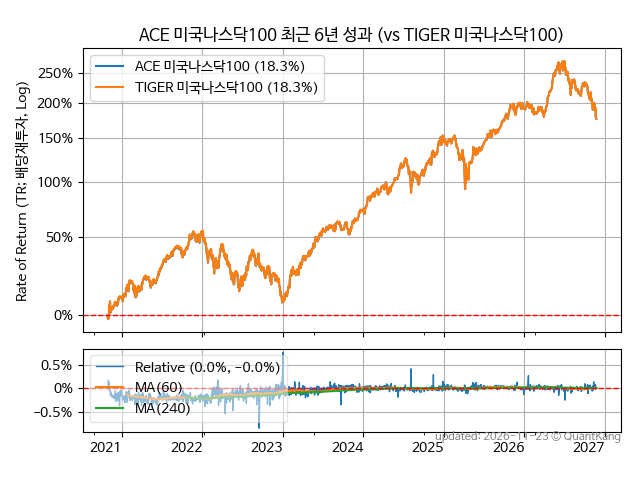 ACE 미국나스닥100 최근 6년 성과 (vs TIGER 미국나스닥100)
Rate of Return (TR: 배당재투자, Log)
250%
200%
150%
100%
50%
0%
ACE 미국나스닥100 (18.3%)
TIGER 미국나스닥100 (18.3%)
0.5%
0%
−0.5%
Relative (0.0%, −0.0%)
MA(60)
MA(240)
2021 2022 2023 2024 2025 2026 2027
updated: 2026-11-23 © QuantKang